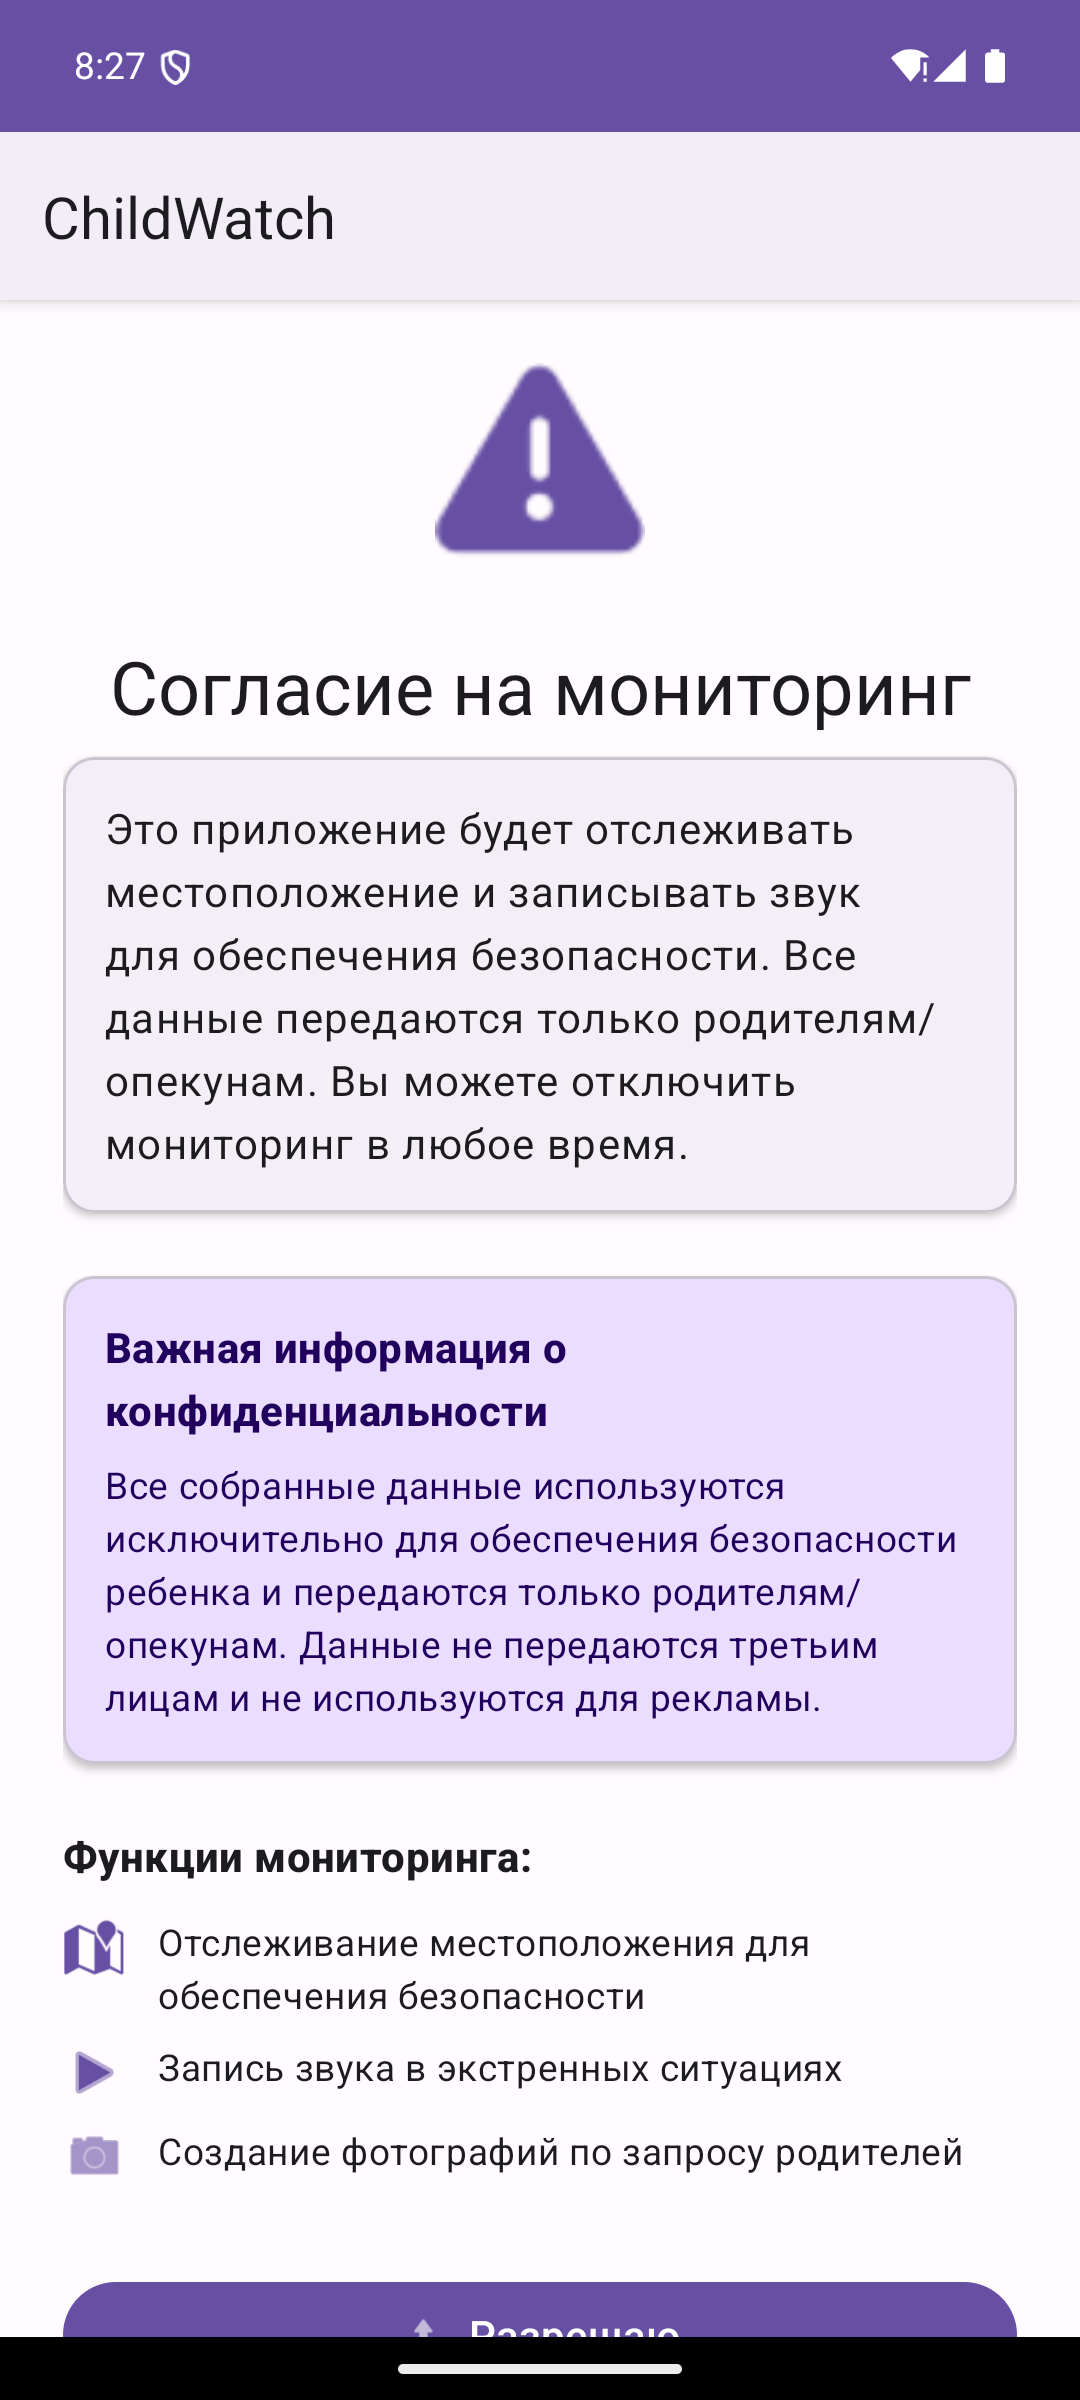 8:27
ChildWatch
Согласие на мониторинг
Это приложение будет отслеживать
местоположение и записывать звук
для обеспечения безопасности. Все
данные передаются только родителям/
опекунам. Вы можете отключить
мониторинг в любое время.
Важная информация о
конфиденциальности
Все собранные данные используются
исключительно для обеспечения безопасности
ребенка и передаются только родителям/
опекунам. Данные не передаются третьим
лицам и не используются для рекламы.
Функции мониторинга:
Отслеживание местоположения для
обеспечения безопасности
Запись звука в экстренных ситуациях
Создание фотографий по запросу родителей
Разрешаю